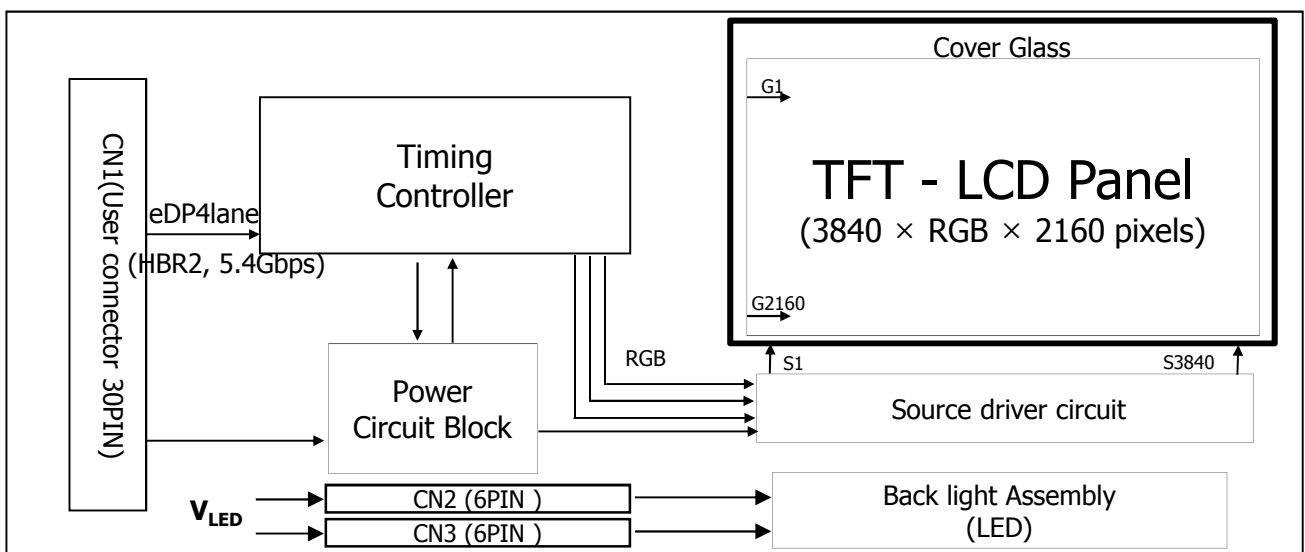 Cover Glass
G1
TFT - LCD Panel
(3840 × RGB × 2160 pixels)
G2160
S1
S3840
Timing
Controller
CN1(User connector 30PIN)
eDP4lane
(HBR2, 5.4Gbps)
RGB
Power
Circuit Block
Source driver circuit
VLED
CN2 (6PIN )
CN3 (6PIN )
Back light Assembly
(LED)